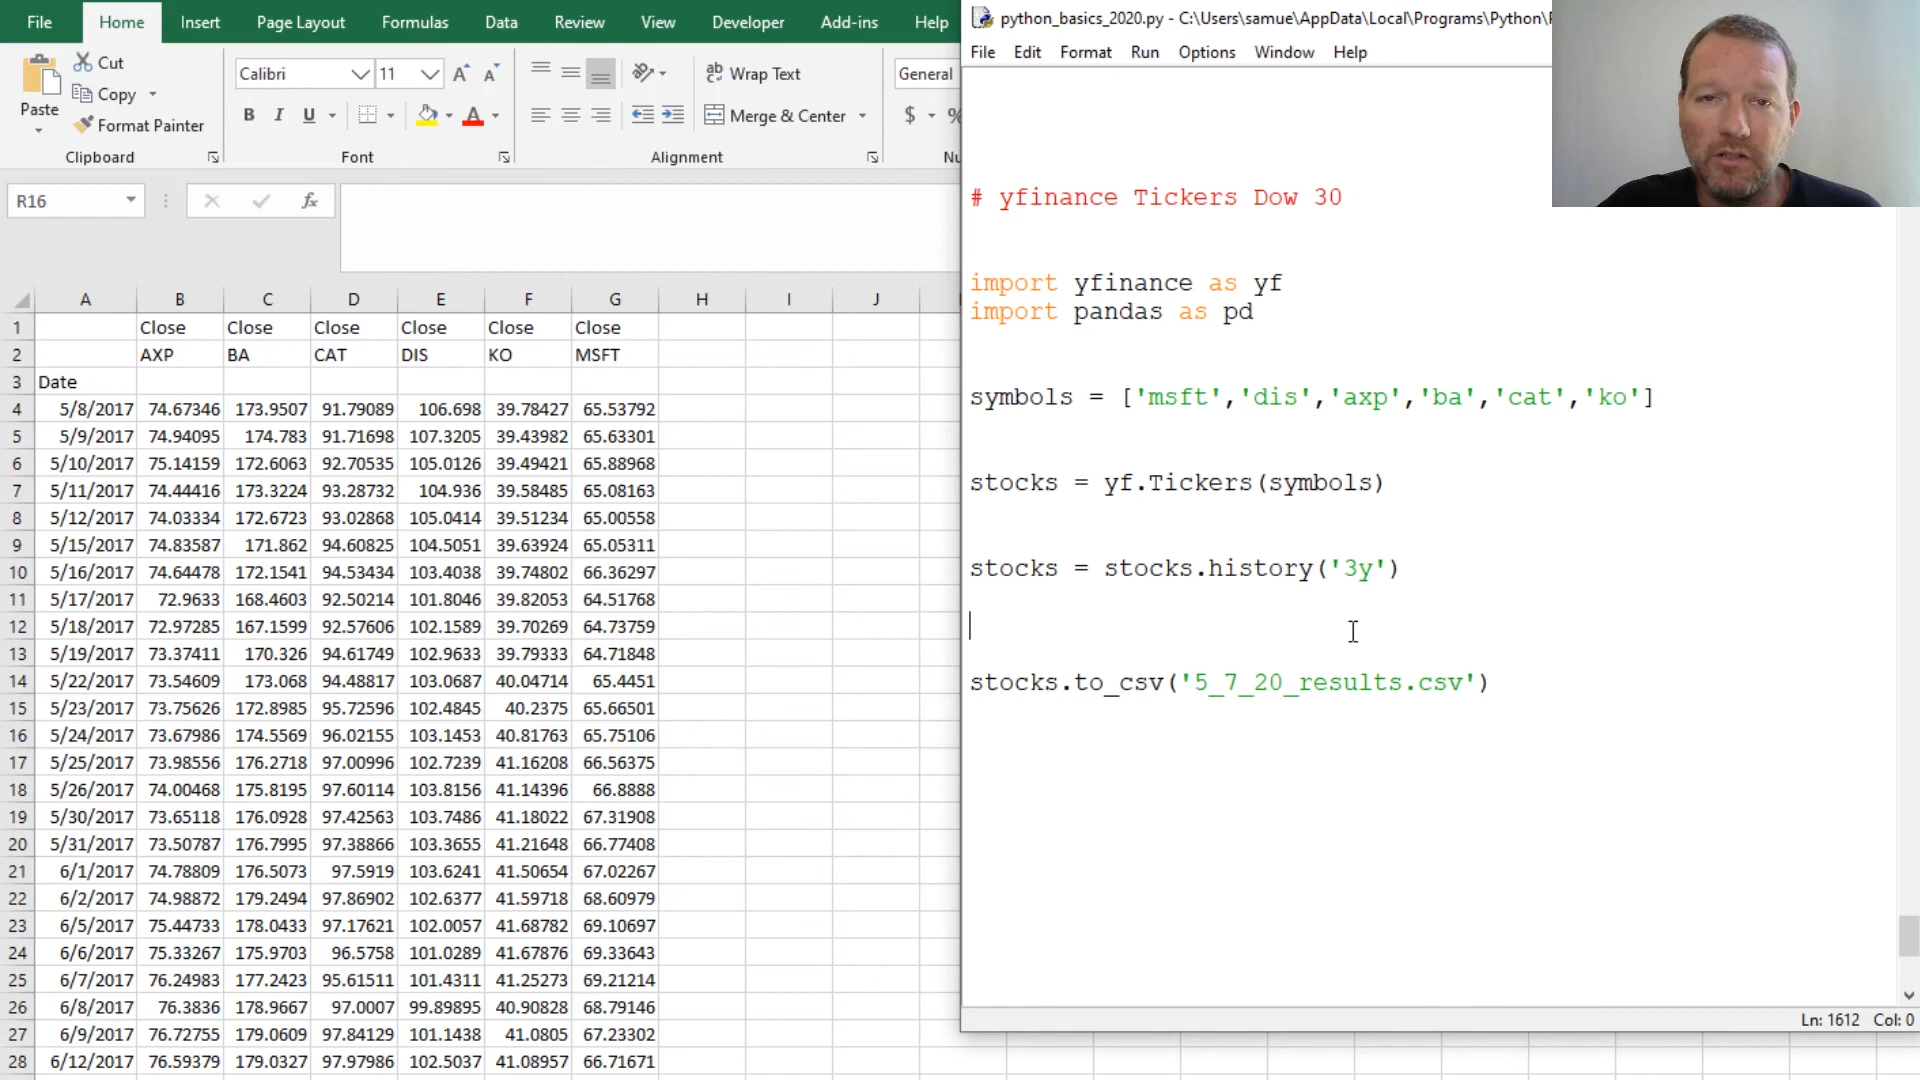 File Home Insert Page Layout Formulas Data Review View Developer Add-ins Help
Paste
Cut
Copy
Format Painter
Clipboard
Calibri 11
B I U
Font
Wrap Text
Merge & Center
Alignment
General
$ %
Nu
R16
fx
A B C D E F G H I J
1 Close Close Close Close Close Close
2 AXP BA CAT DIS KO MSFT
3 Date
4 5/8/2017 74.67346 173.9507 91.79089 106.698 39.78427 65.53792
5 5/9/2017 74.94095 174.783 91.71698 107.3205 39.43982 65.63301
6 5/10/2017 75.14159 172.6063 92.70535 105.0126 39.49421 65.88968
7 5/11/2017 74.44416 173.3224 93.28732 104.936 39.58485 65.08163
8 5/12/2017 74.03334 172.6723 93.02868 105.0414 39.51234 65.00558
9 5/15/2017 74.83587 171.862 94.60825 104.5051 39.63924 65.05311
10 5/16/2017 74.64478 172.1541 94.53434 103.4038 39.74802 66.36297
11 5/17/2017 72.9633 168.4603 92.50214 101.8046 39.82053 64.51768
12 5/18/2017 72.97285 167.1599 92.57606 102.1589 39.70269 64.73759
13 5/19/2017 73.37411 170.326 94.61749 102.9633 39.79333 64.71848
14 5/22/2017 73.54609 173.068 94.48817 103.0687 40.04714 65.4451
15 5/23/2017 73.75626 172.8985 95.72596 102.4845 40.2375 65.66501
16 5/24/2017 73.67986 174.5569 96.02155 103.1453 40.81763 65.75106
17 5/25/2017 73.98556 176.2718 97.00996 102.7239 41.16208 66.56375
18 5/26/2017 74.00468 175.8195 97.60114 103.8156 41.14396 66.8888
19 5/30/2017 73.65118 176.0928 97.42563 103.7486 41.18022 67.31908
20 5/31/2017 73.50787 176.7995 97.38866 103.3655 41.21648 66.77408
21 6/1/2017 74.78809 176.5073 97.5919 103.6241 41.50654 67.02267
22 6/2/2017 74.98872 179.2494 97.86902 102.6377 41.59718 68.60979
23 6/5/2017 75.44733 178.0433 97.17621 102.0057 41.68782 69.10697
24 6/6/2017 75.33267 175.9703 96.5758 101.0289 41.67876 69.33643
25 6/7/2017 76.24983 177.2423 95.61511 101.4311 41.25273 69.21214
26 6/8/2017 76.3836 178.9667 97.0007 99.89895 40.90828 68.79146
27 6/9/2017 76.72755 179.0609 97.84129 101.1438 41.0805 67.23302
28 6/12/2017 76.59379 179.0327 97.97986 102.5037 41.08957 66.71671
python_basics_2020.py - C:\Users\samue\AppData\Local\Programs\Python\
File Edit Format Run Options Window Help
# yfinance Tickers Dow 30
import yfinance as yf
import pandas as pd
symbols = ['msft','dis','axp','ba','cat','ko']
stocks = yf.Tickers(symbols)
stocks = stocks.history('3y')
stocks.to_csv('5_7_20_results.csv')
Ln: 1612 Col: 0